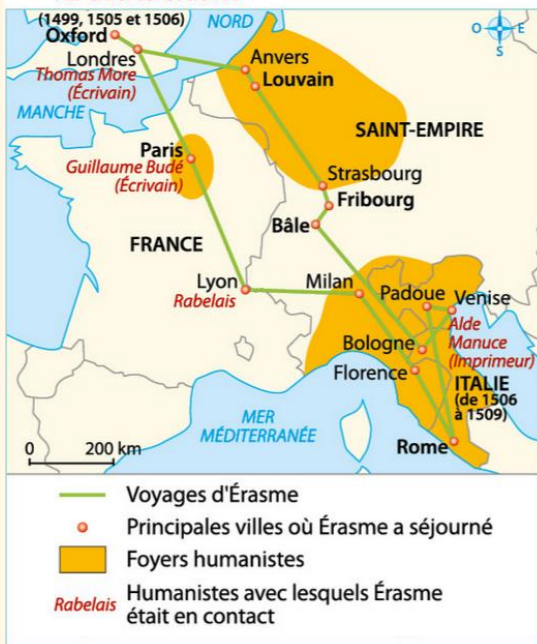 (1499, 1505 et 1506)
Oxford
Londres
Thomas More
(Écrivain)
NORD
O
E
S
MANCHE
Anvers
Louvain
SAINT-EMPIRE
Paris
Guillaume Budé
(Écrivain)
Strasbourg
Fribourg
Bâle
FRANCE
Lyon
Rabelais
Milan
Padoue
Venise
Alde
Manuce
(Imprimeur)
Bologne
Florence
ITALIE
(de 1506
à 1509)
Rome
MER
MÉDITERRANÉE
0 200 km
Voyages d'Érasme
Principales villes où Érasme a séjourné
Foyers humanistes
Rabelais
Humanistes avec lesquels Érasme
était en contact